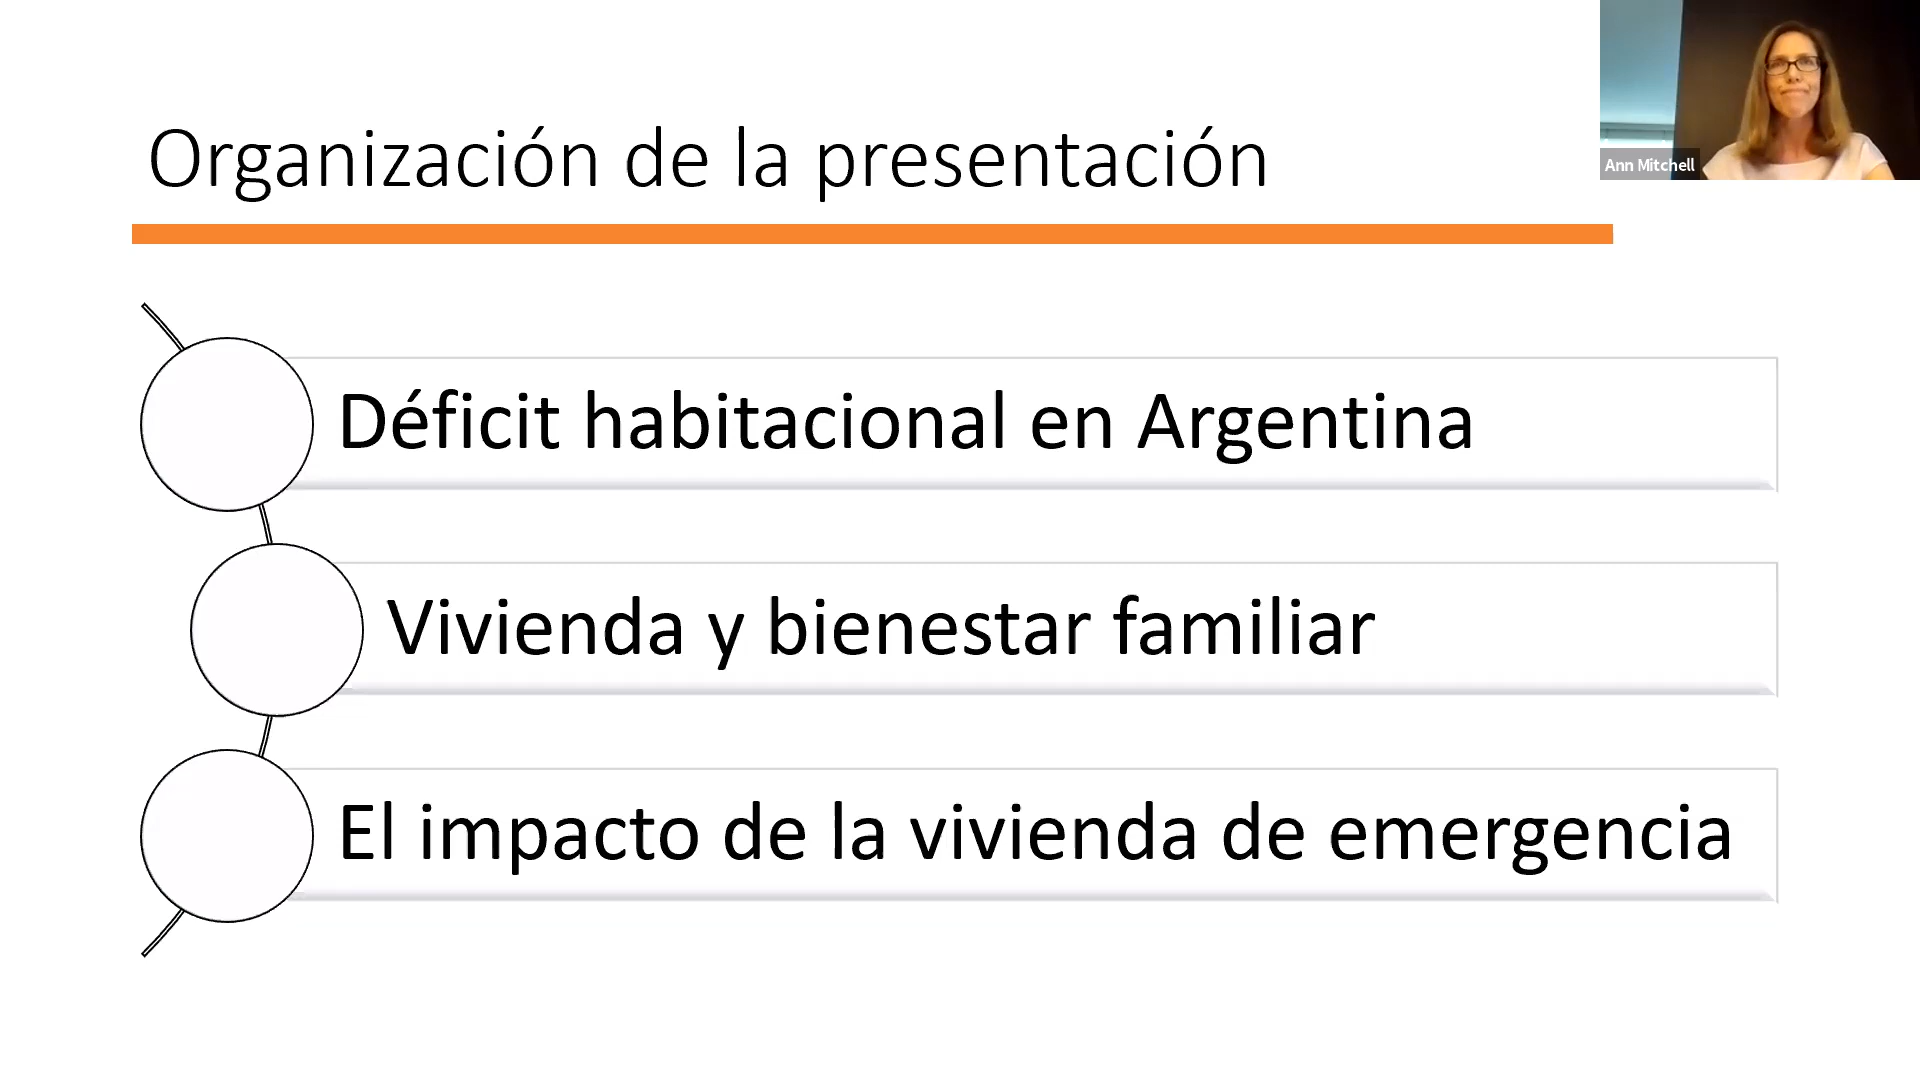 Organización de la presentación
Ann Mitchell
Déficit habitacional en Argentina
Vivienda y bienestar familiar
El impacto de la vivienda de emergencia